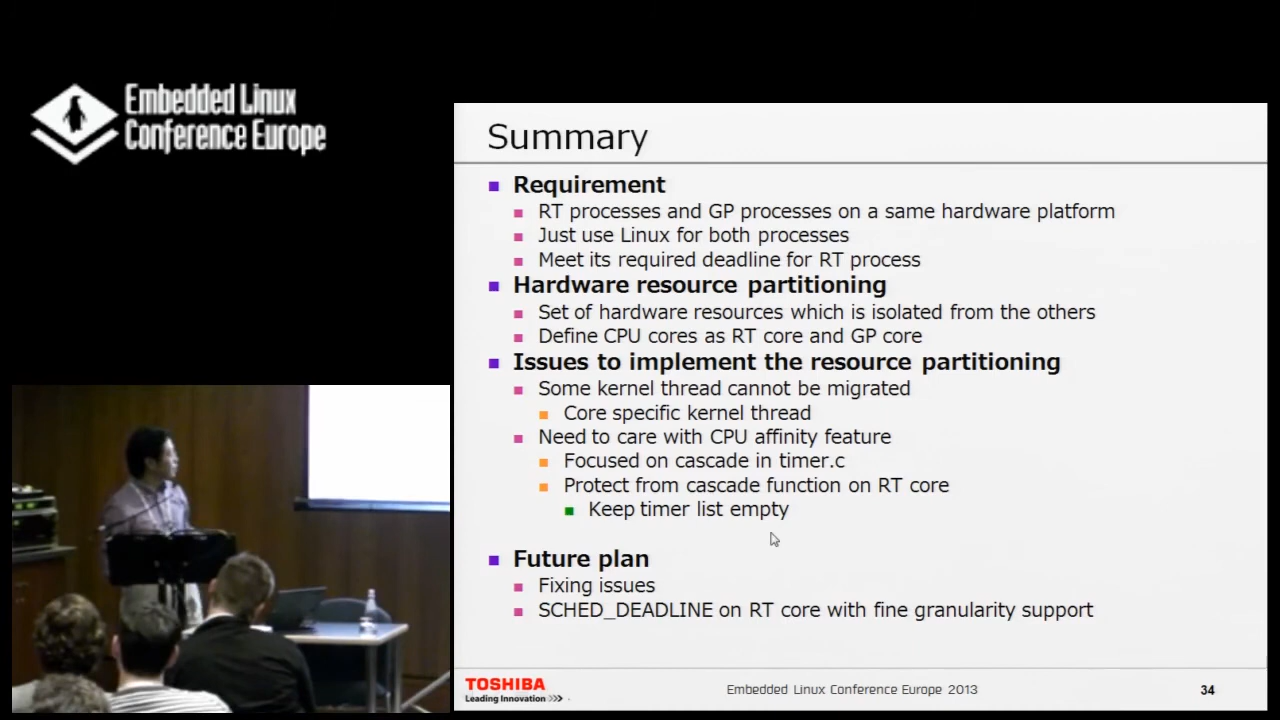 Embedded Linux
Conference Europe
Summary
Requirement
RT processes and GP processes on a same hardware platform
Just use Linux for both processes
Meet its required deadline for RT process
Hardware resource partitioning
Set of hardware resources which is isolated from the others
Define CPU cores as RT core and GP core
Issues to implement the resource partitioning
Some kernel thread cannot be migrated
Core specific kernel thread
Need to care with CPU affinity feature
Focused on cascade in timer.c
Protect from cascade function on RT core
Keep timer list empty
Future plan
Fixing issues
SCHED_DEADLINE on RT core with fine granularity support
TOSHIBA
Leading Innovation >>>
Embedded Linux Conference Europe 2013
34